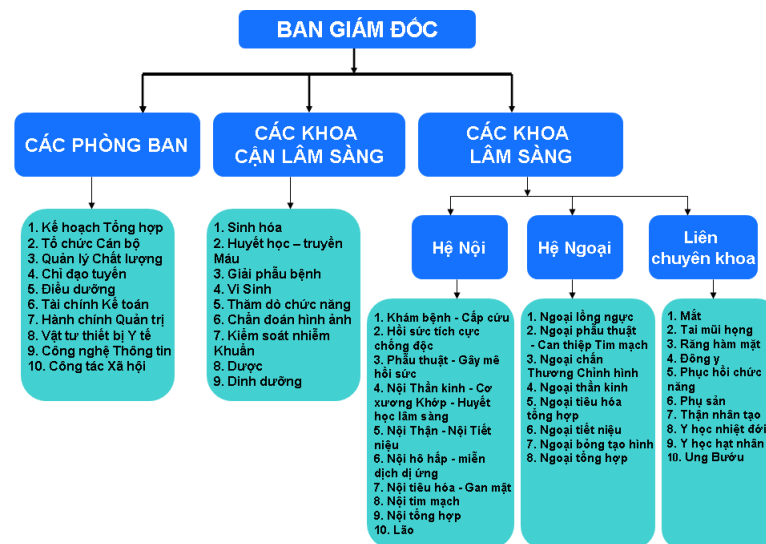 BAN GIÁM ĐỐC
CÁC PHÒNG BAN
CÁC KHOA
CẬN LÂM SÀNG
CÁC KHOA
LÂM SÀNG
1. Kế hoạch Tổng hợp
2. Tổ chức Cán bộ
3. Quản lý Chất lượng
4. Chỉ đạo tuyến
5. Điều dưỡng
6. Tài chính Kế toán
7. Hành chính Quản trị
8. Vật tư thiết bị Y tế
9. Công nghệ Thông tin
10. Công tác Xã hội
1. Sinh hóa
2. Huyết học – truyền
Máu
3. Giải phẫu bệnh
4. Vi Sinh
5. Thăm dò chức năng
6. Chẩn đoán hình ảnh
7. Kiểm soát nhiễm
Khuẩn
8. Dược
9. Dinh dưỡng
Hệ Nội
Hệ Ngoại
Liên
chuyên khoa
1. Khám bệnh - Cấp cứu
2. Hồi sức tích cực
chống độc
3. Phẫu thuật - Gây mê
hồi sức
4. Nội Thần kinh - Cơ
xương Khớp - Huyết
học lâm sàng
5. Nội Thận - Nội Tiết
niệu
6. Nội hô hấp - miễn
dịch dị ứng
7. Nội tiêu hóa - Gan mật
8. Nội tim mạch
9. Nội tổng hợp
10. Lão
1. Ngoại lồng ngực
2. Ngoại phẫu thuật
- Can thiệp Tim mạch
3. Ngoại chấn
Thương Chỉnh hình
4. Ngoại thần kinh
5. Ngoại tiêu hóa
tổng hợp
6. Ngoại tiết niệu
7. Ngoại bỏng tạo hình
8. Ngoại tổng hợp
1. Mắt
2. Tai mũi họng
3. Răng hàm mặt
4. Đông y
5. Phục hồi chức
năng
6. Phụ sản
7. Thận nhân tạo
8. Y học nhiệt đới
9. Y học hạt nhân
10. Ung Bướu